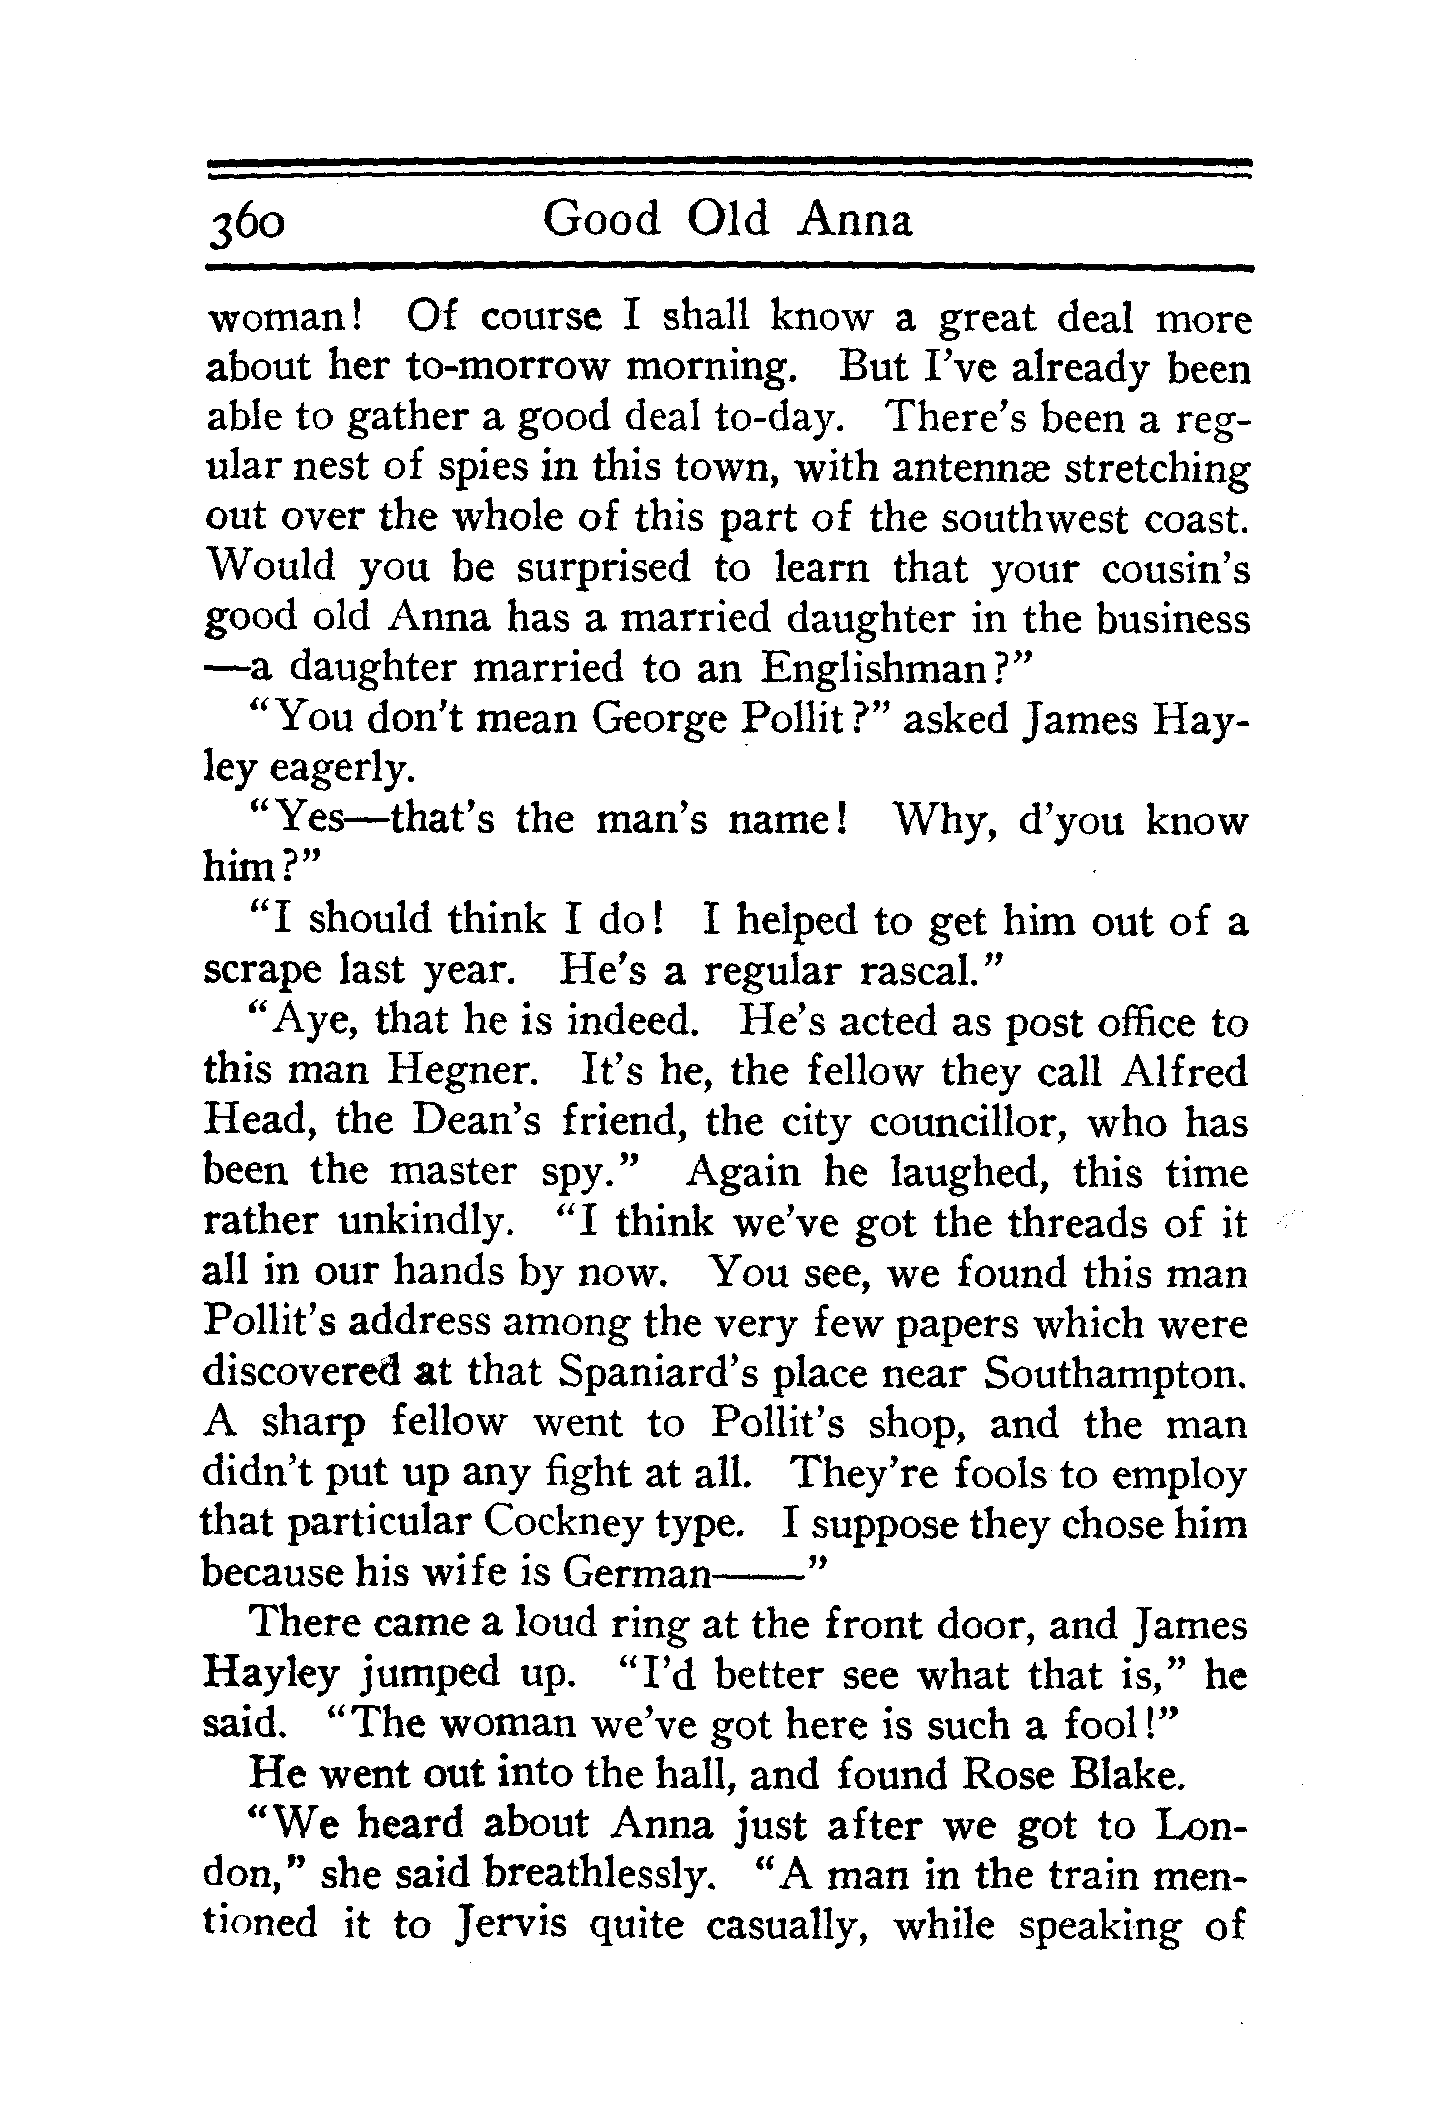 360 Good Old Anna
woman! Of course I shall know a great deal more
about her to-morrow morning. But I've already been
able to gather a good deal to-day. There's been a reg-
ular nest of spies in this town, with antennæ stretching
out over the whole of this part of the southwest coast.
Would you be surprised to learn that your cousin's
good old Anna has a married daughter in the business
—a daughter married to an Englishman?"
"You don't mean George Pollit?" asked James Hay-
ley eagerly.
"Yes—that's the man's name! Why, d'you know
him?"
"I should think I do! I helped to get him out of a
scrape last year. He's a regular rascal."
"Aye, that he is indeed. He's acted as post office to
this man Hegner. It's he, the fellow they call Alfred
Head, the Dean's friend, the city councillor, who has
been the master spy." Again he laughed, this time
rather unkindly. "I think we've got the threads of it
all in our hands by now. You see, we found this man
Pollit's address among the very few papers which were
discovered at that Spaniard's place near Southampton.
A sharp fellow went to Pollit's shop, and the man
didn't put up any fight at all. They're fools to employ
that particular Cockney type. I suppose they chose him
because his wife is German——"
There came a loud ring at the front door, and James
Hayley jumped up. "I'd better see what that is," he
said. "The woman we've got here is such a fool!"
He went out into the hall, and found Rose Blake.
"We heard about Anna just after we got to Lon-
don," she said breathlessly. "A man in the train men-
tioned it to Jervis quite casually, while speaking of